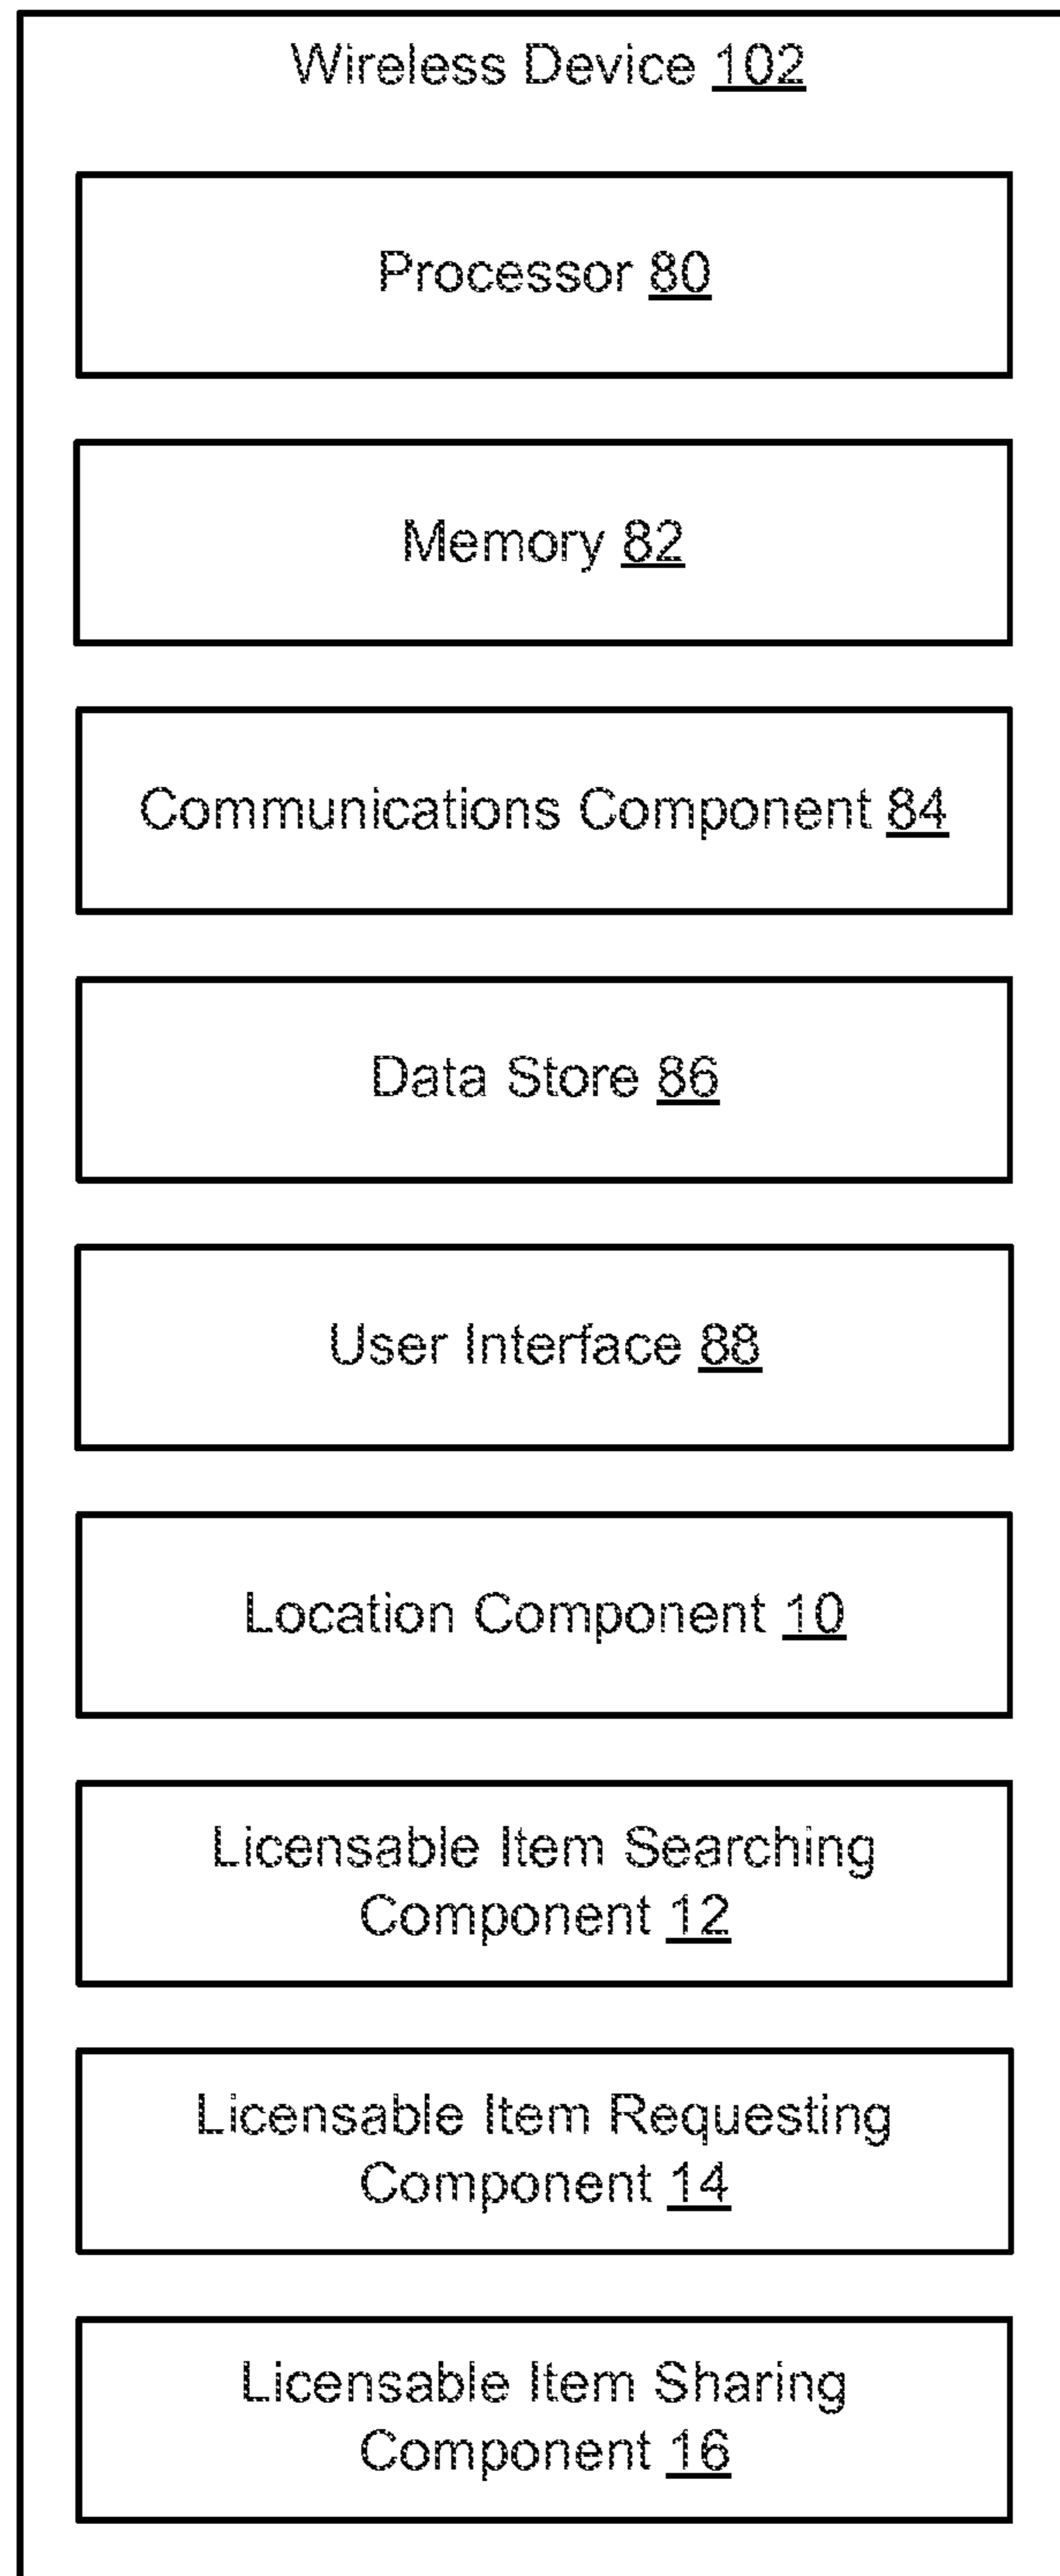 Wireless Device 102
Processor 80
Memory 82
Communications Component 84
Data Store 86
User Interface 88
Location Component 10
Licensable Item Searching
Component 12
Licensable Item Requesting
Component 14
Licensable Item Sharing
Component 16